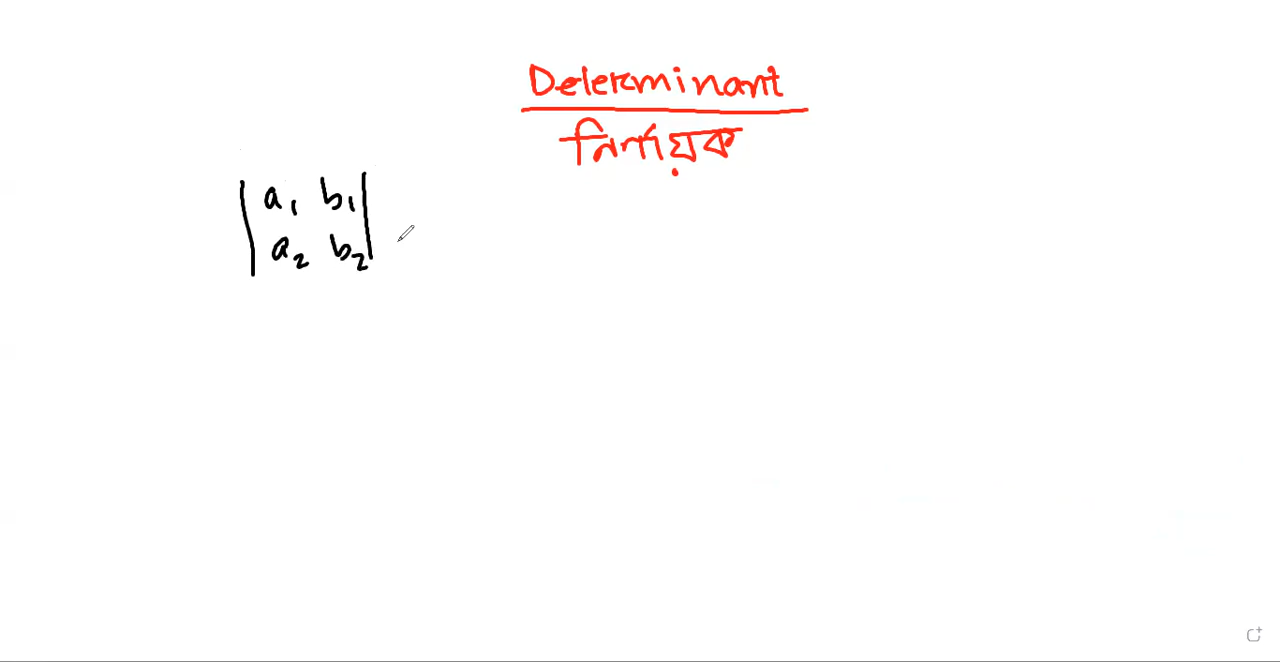 Determinant
নির্ণায়ক
| a₁ b₁ |
| a₂ b₂ |